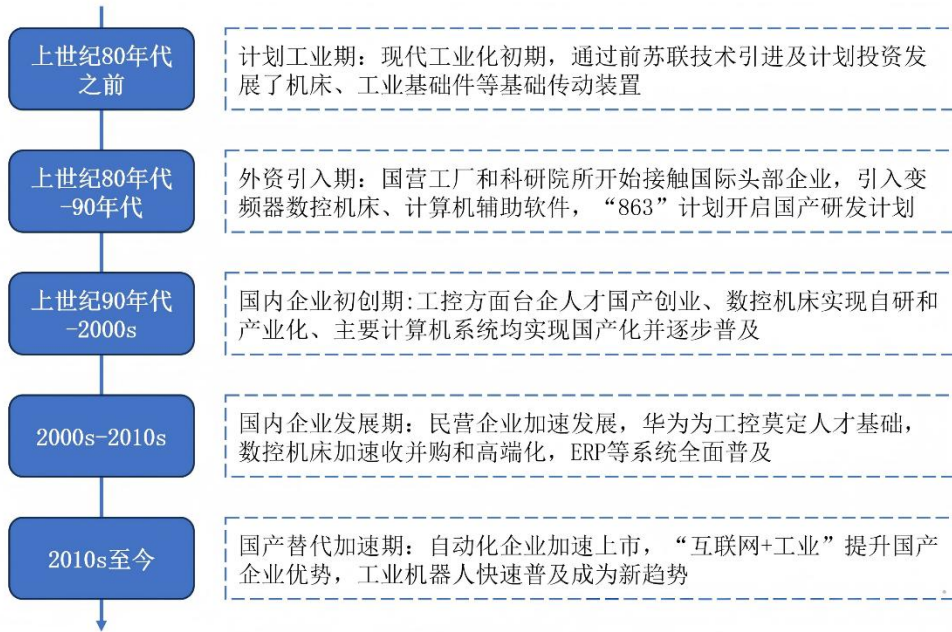 上世纪80年代
之前
计划工业期：现代工业化初期，通过前苏联技术引进及计划投资发
展了机床、工业基础件等基础传动装置
上世纪80年代
-90年代
外资引入期：国营工厂和科研院所开始接触国际头部企业，引入变
频器数控机床、计算机辅助软件，“863”计划开启国产研发计划
上世纪90年代
-2000s
国内企业初创期:工控方面台企人才国产创业、数控机床实现自研和
产业化、主要计算机系统均实现国产化并逐步普及
2000s-2010s
国内企业发展期：民营企业加速发展，华为为工控莫定人才基础，
数控机床加速收并购和高端化，ERP等系统全面普及
2010s至今
国产替代加速期：自动化企业加速上市，“互联网+工业”提升国产
企业优势，工业机器人快速普及成为新趋势